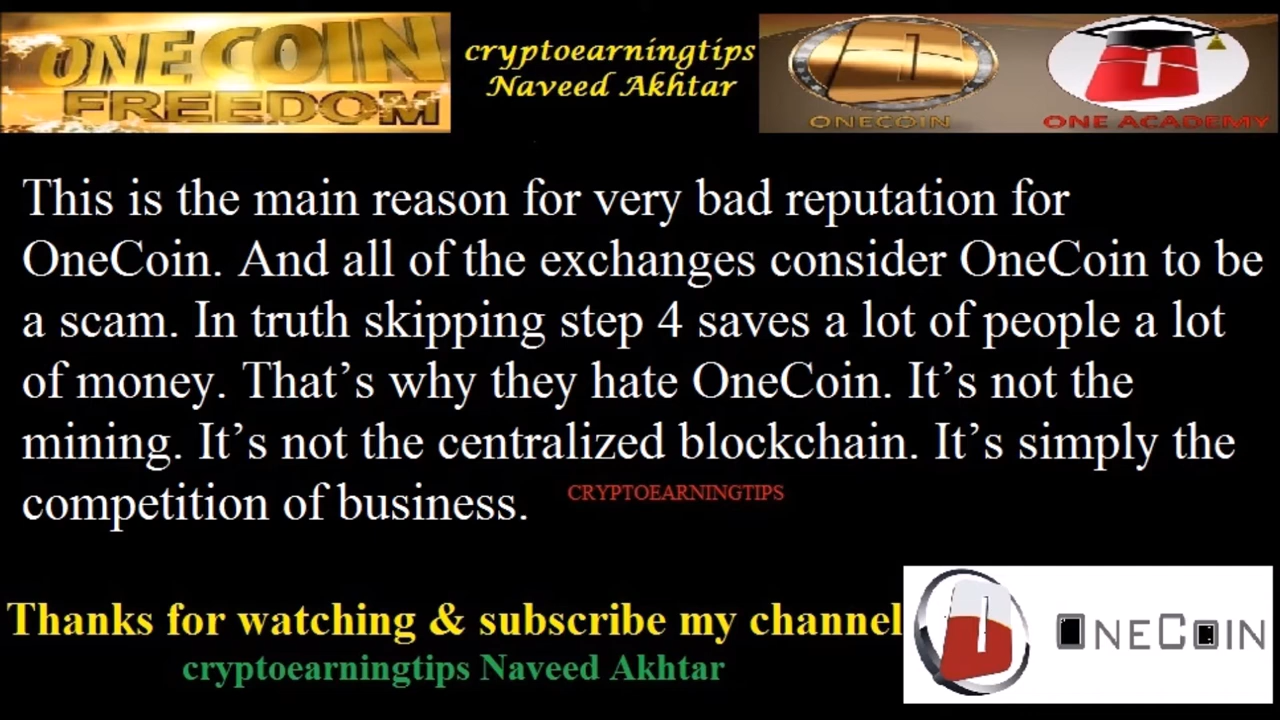 ONE COIN
FREEDOM
cryptoearningtips
Naveed Akhtar
ONECOIN
ONE ACADEMY
This is the main reason for very bad reputation for
OneCoin. And all of the exchanges consider OneCoin to be
a scam. In truth skipping step 4 saves a lot of people a lot
of money. That’s why they hate OneCoin. It’s not the
mining. It’s not the centralized blockchain. It’s simply the
competition of business.
CRYPTOEARNINGTIPS
Thanks for watching & subscribe my channel
cryptoearningtips Naveed Akhtar
ONECOIN